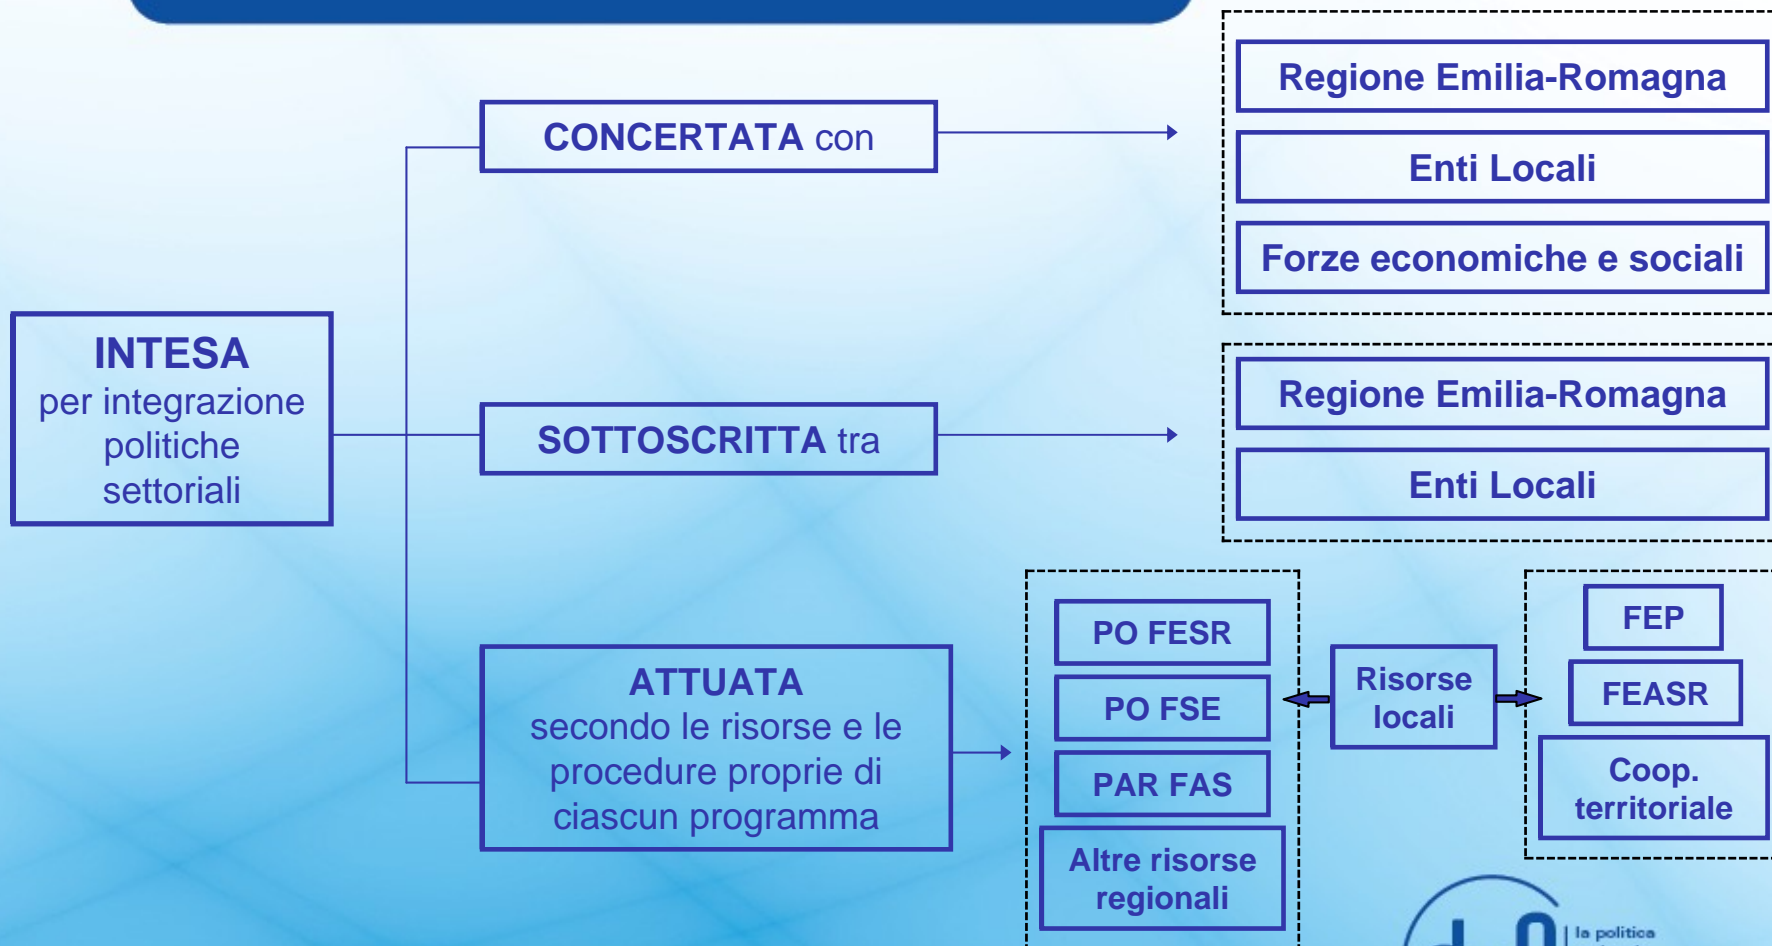 INTESA
per integrazione
politiche
settoriali
CONCERTATA con
Regione Emilia-Romagna
Enti Locali
Forze economiche e sociali
SOTTOSCRITTA tra
Regione Emilia-Romagna
Enti Locali
ATTUATA
secondo le risorse e le
procedure proprie di
ciascun programma
PO FESR
PO FSE
PAR FAS
Altre risorse
regionali
Risorse
locali
FEP
FEASR
Coop.
territoriale
la politica